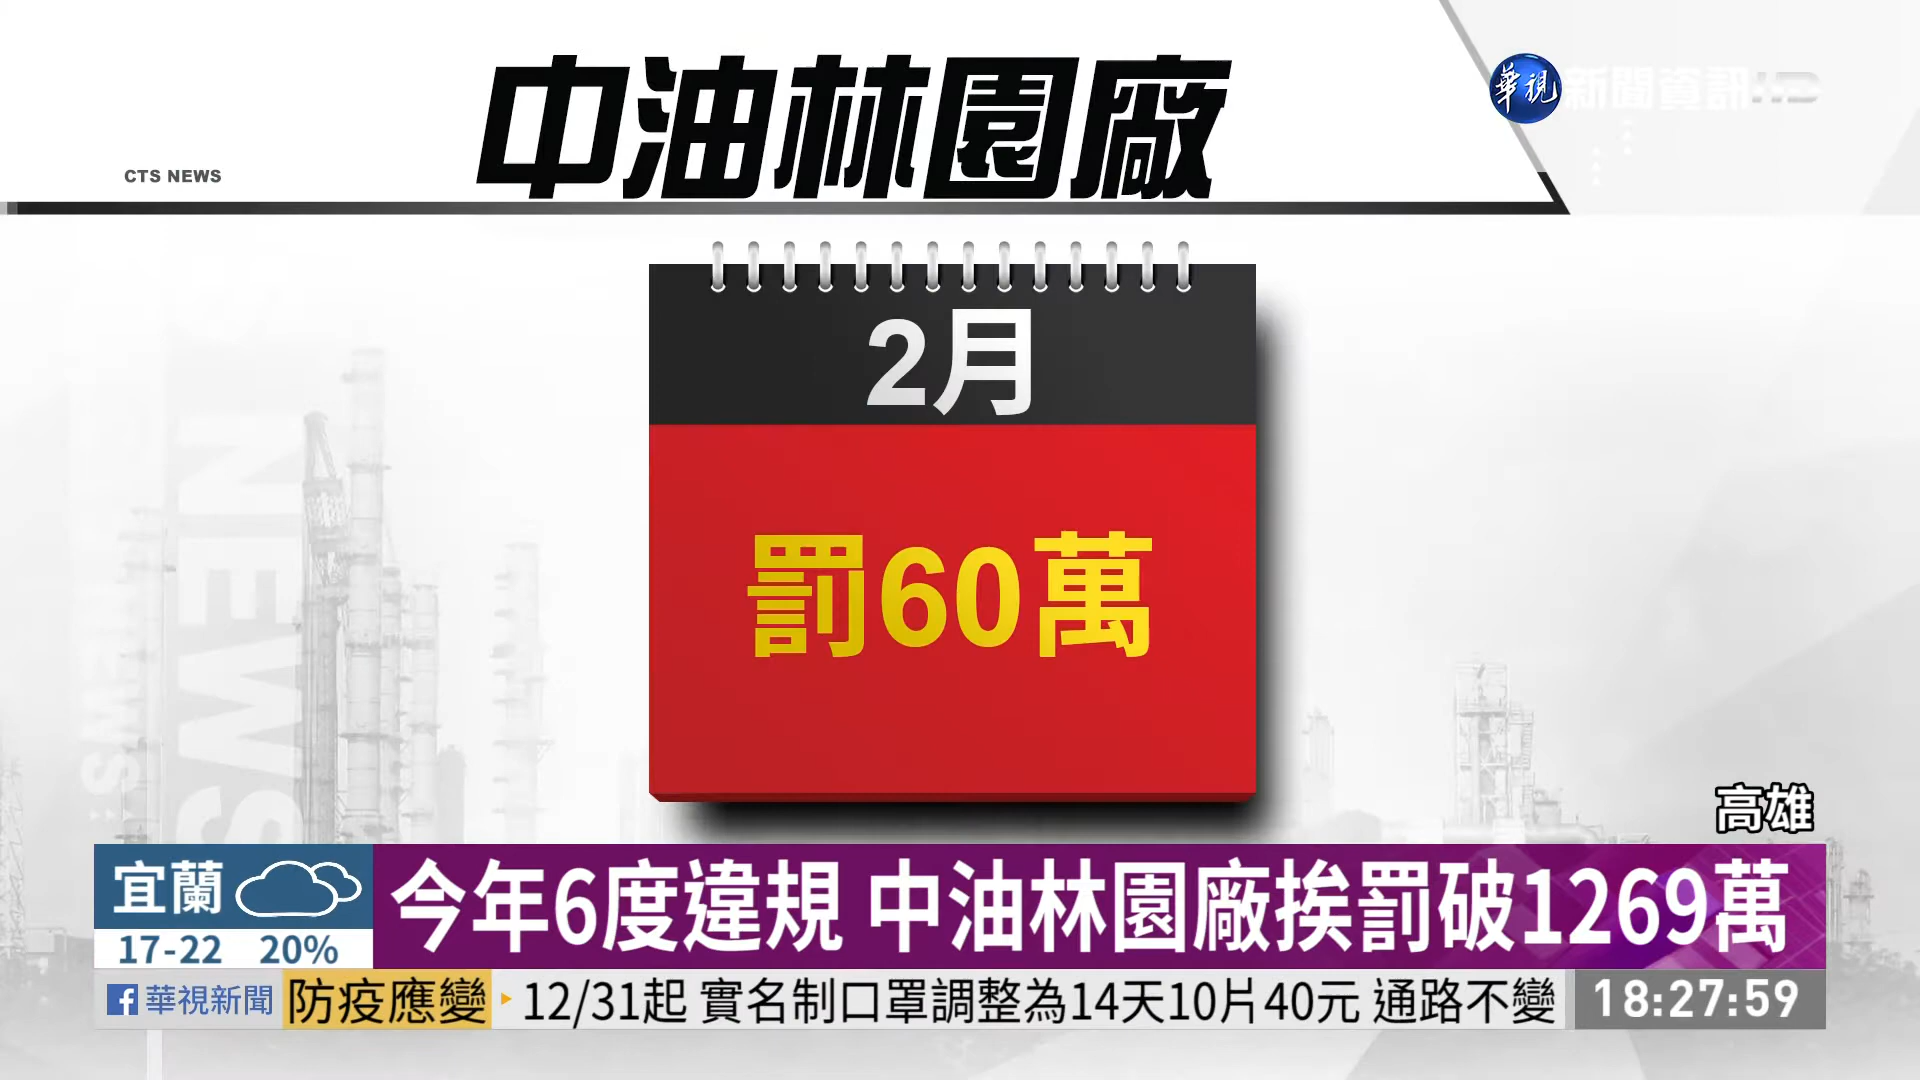 中油林園廠
華視 新聞資訊HD
CTS NEWS
2月
罰60萬
NEWS
高雄
宜蘭
17-22 20%
今年6度違規 中油林園廠挨罰破1269萬
華視新聞 防疫應變 12/31起 實名制口罩調整為14天10片40元 通路不變 18:27:59